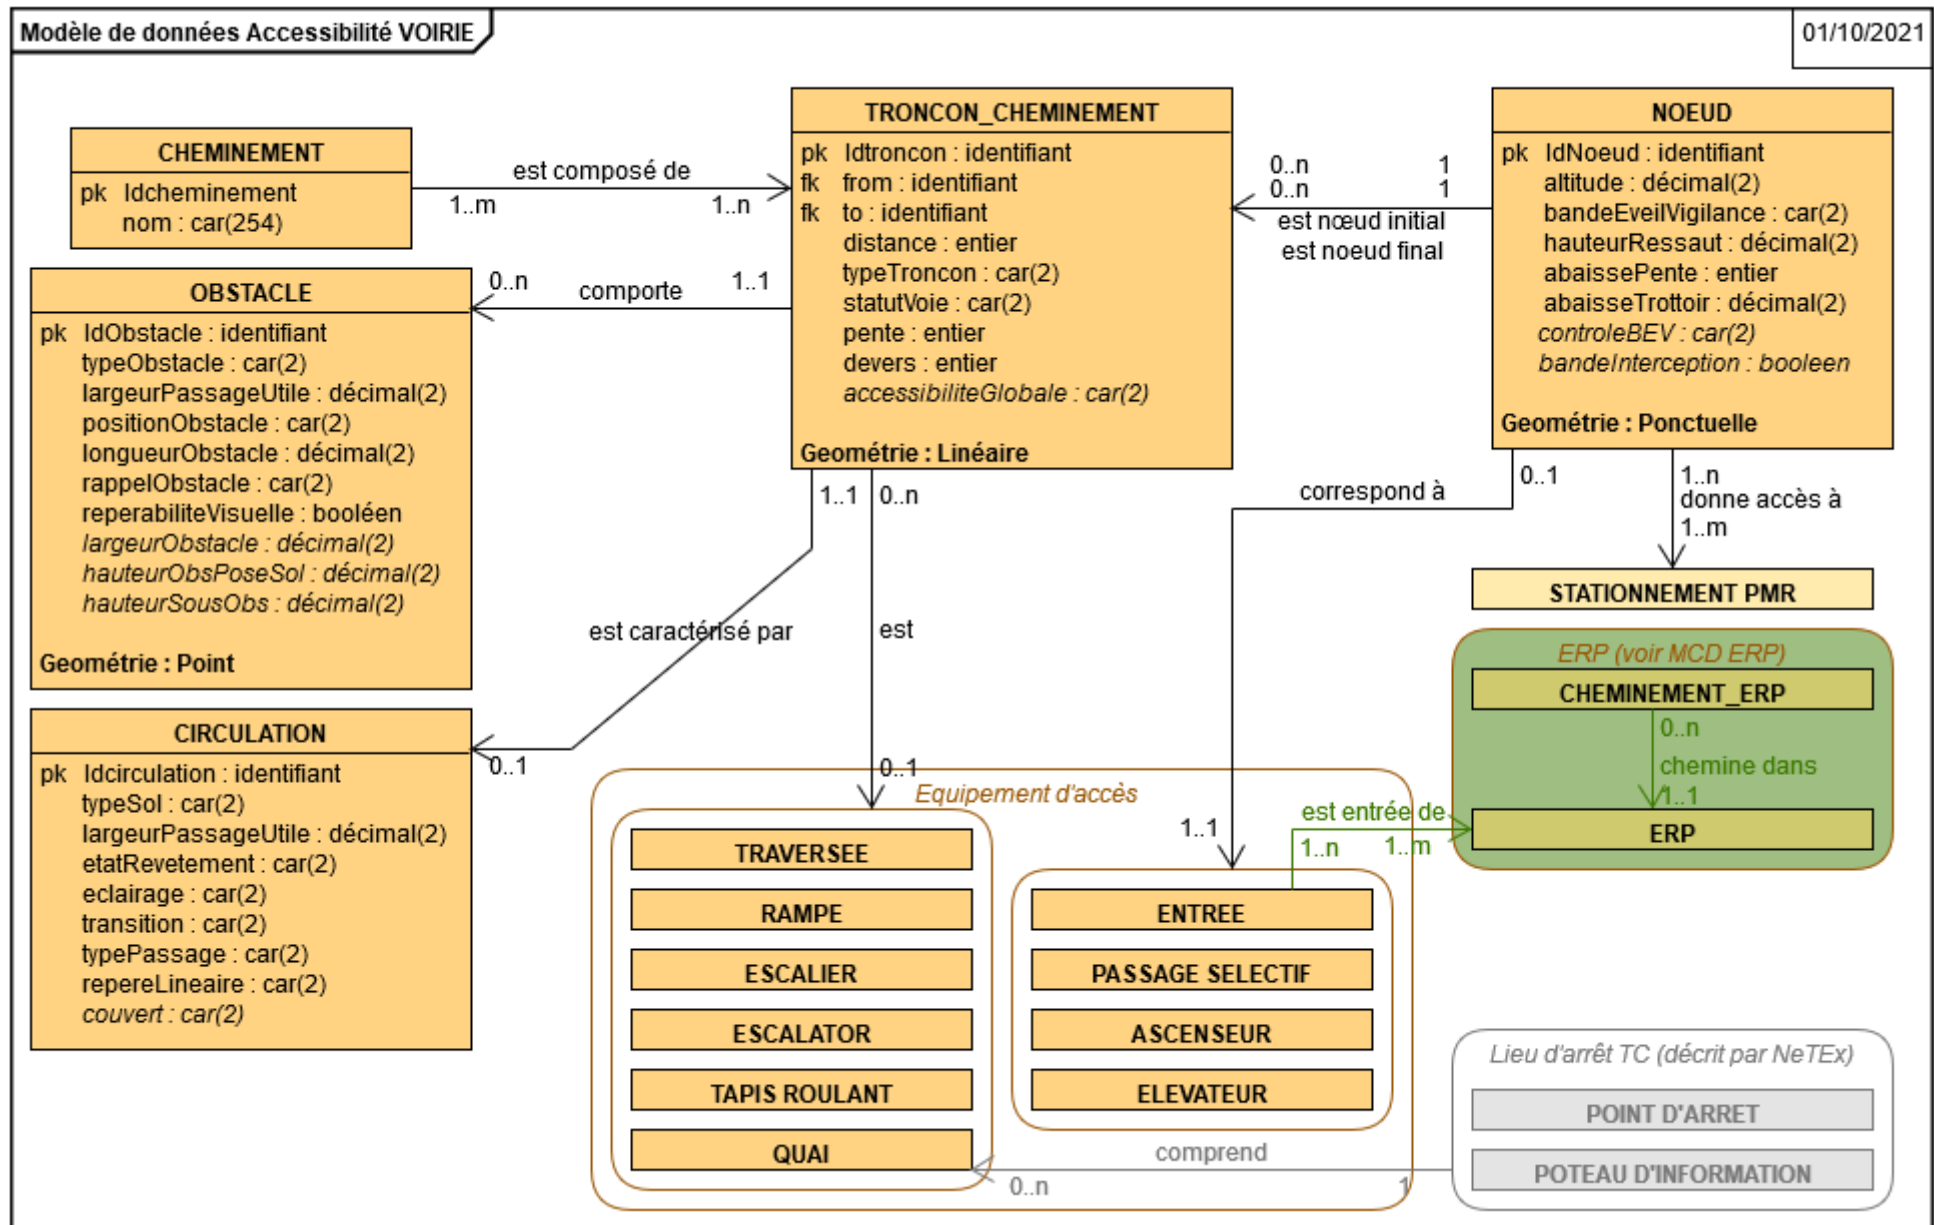 Modèle de données Accessibilité VOIRIE
01/10/2021
CHEMINEMENT
pk Idcheminement
nom : car(254)
est composé de
1..m
1..n
TRONCON_CHEMINEMENT
pk Idtroncon : identifiant
fk from : identifiant
fk to : identifiant
distance : entier
typeTroncon : car(2)
statutVoie : car(2)
pente : entier
devers : entier
accessibiliteGlobale : car(2)
Geométrie : Linéaire
0..n 1
0..n 1
est nœud initial
est noeud final
NOEUD
pk IdNoeud : identifiant
altitude : décimal(2)
bandeEveilVigilance : car(2)
hauteurRessaut : décimal(2)
abaissePente : entier
abaisseTrottoir : décimal(2)
controleBEV : car(2)
bandeInterception : booleen
Geométrie : Ponctuelle
OBSTACLE
pk IdObstacle : identifiant
typeObstacle : car(2)
largeurPassageUtile : décimal(2)
positionObstacle : car(2)
longueurObstacle : décimal(2)
rappelObstacle : car(2)
reperabiliteVisuelle : booléen
largeurObstacle : décimal(2)
hauteurObsPoseSol : décimal(2)
hauteurSousObs : décimal(2)
Geométrie : Point
0..n
comporte
1..1
1..1
0..n
est caractérisé par
est
0..1
0..1
correspond à
0..1
1..1
1..n
donne accès à
1..m
STATIONNEMENT PMR
ERP (voir MCD ERP)
CHEMINEMENT_ERP
0..n
chemine dans
1..1
ERP
CIRCULATION
pk Idcirculation : identifiant
typeSol : car(2)
largeurPassageUtile : décimal(2)
etatRevetement : car(2)
eclairage : car(2)
transition : car(2)
typePassage : car(2)
repereLineaire : car(2)
couvert : car(2)
Equipement d'accès
TRAVERSEE
RAMPE
ESCALIER
ESCALATOR
TAPIS ROULANT
QUAI
est entrée de
1..n
1..m
ENTREE
PASSAGE SELECTIF
ASCENSEUR
ELEVATEUR
comprend
0..n
1
Lieu d'arrêt TC (décrit par NeTEx)
POINT D'ARRET
POTEAU D'INFORMATION